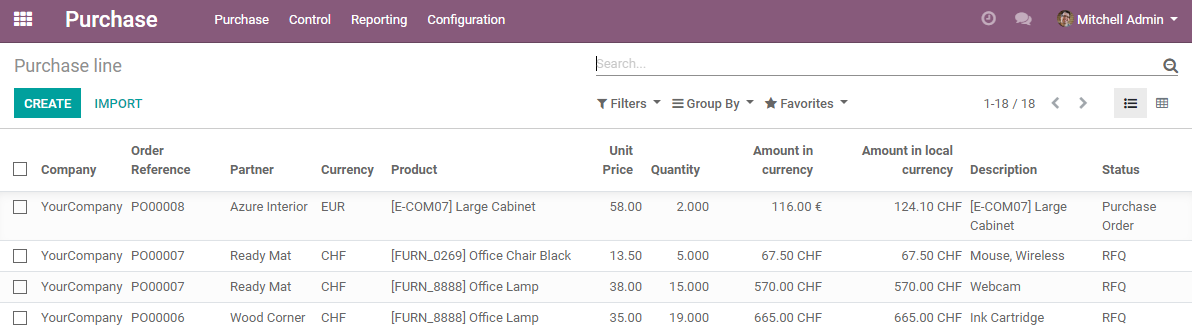 Purchase Purchase Control Reporting Configuration Mitchell Admin
Purchase line Search...
CREATE IMPORT Filters Group By Favorites 1-18 / 18
Company Order Reference Partner Currency Product Unit Price Quantity Amount in currency Amount in local currency Description Status
YourCompany PO00008 Azure Interior EUR [E-COM07] Large Cabinet 58.00 2.000 116.00 € 124.10 CHF [E-COM07] Large Cabinet Purchase Order
YourCompany PO00007 Ready Mat CHF [FURN_0269] Office Chair Black 13.50 5.000 67.50 CHF 67.50 CHF Mouse, Wireless RFQ
YourCompany PO00007 Ready Mat CHF [FURN_8888] Office Lamp 38.00 15.000 570.00 CHF 570.00 CHF Webcam RFQ
YourCompany PO00006 Wood Corner CHF [FURN_8888] Office Lamp 35.00 19.000 665.00 CHF 665.00 CHF Ink Cartridge RFQ